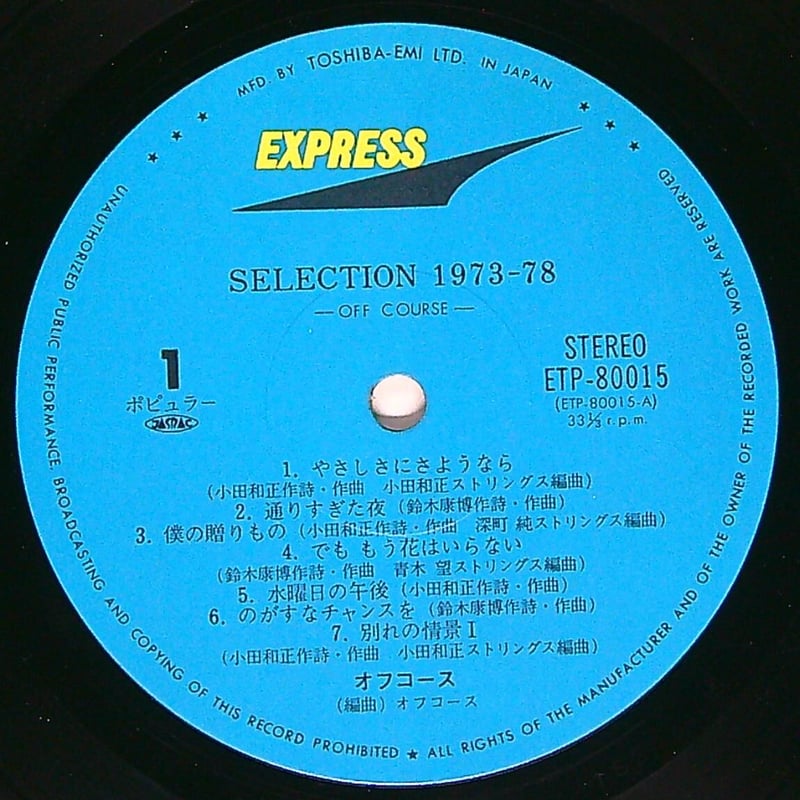 MFD. BY TOSHIBA-EMI LTD. IN JAPAN
EXPRESS
SELECTION 1973-78
—OFF COURSE—
1
ポピュラー
JASRAC
STEREO
ETP-80015
(ETP-80015-A)
33⅓ r.p.m.
1. やさしさにさようなら
(小田和正作詩・作曲 小田和正ストリングス編曲)
2. 通りすぎた夜 (鈴木康博作詩・作曲)
3. 僕の贈りもの (小田和正作詩・作曲 深町 純ストリングス編曲)
4. でも もう花はいらない
(鈴木康博作詩・作曲 青木 望ストリングス編曲)
5. 水曜日の午後 (小田和正作詩・作曲)
6. のがすなチャンスを (鈴木康博作詩・作曲)
7. 別れの情景I
(小田和正作詩・作曲 小田和正ストリングス編曲)
オフコース
(編曲) オフコース
UNAUTHORIZED PUBLIC PERFORMANCE, BROADCASTING AND COPYING OF THIS RECORD PROHIBITED ★ ALL RIGHTS OF THE MANUFACTURER AND OF THE OWNER OF THE RECORDED WORK ARE RESERVED